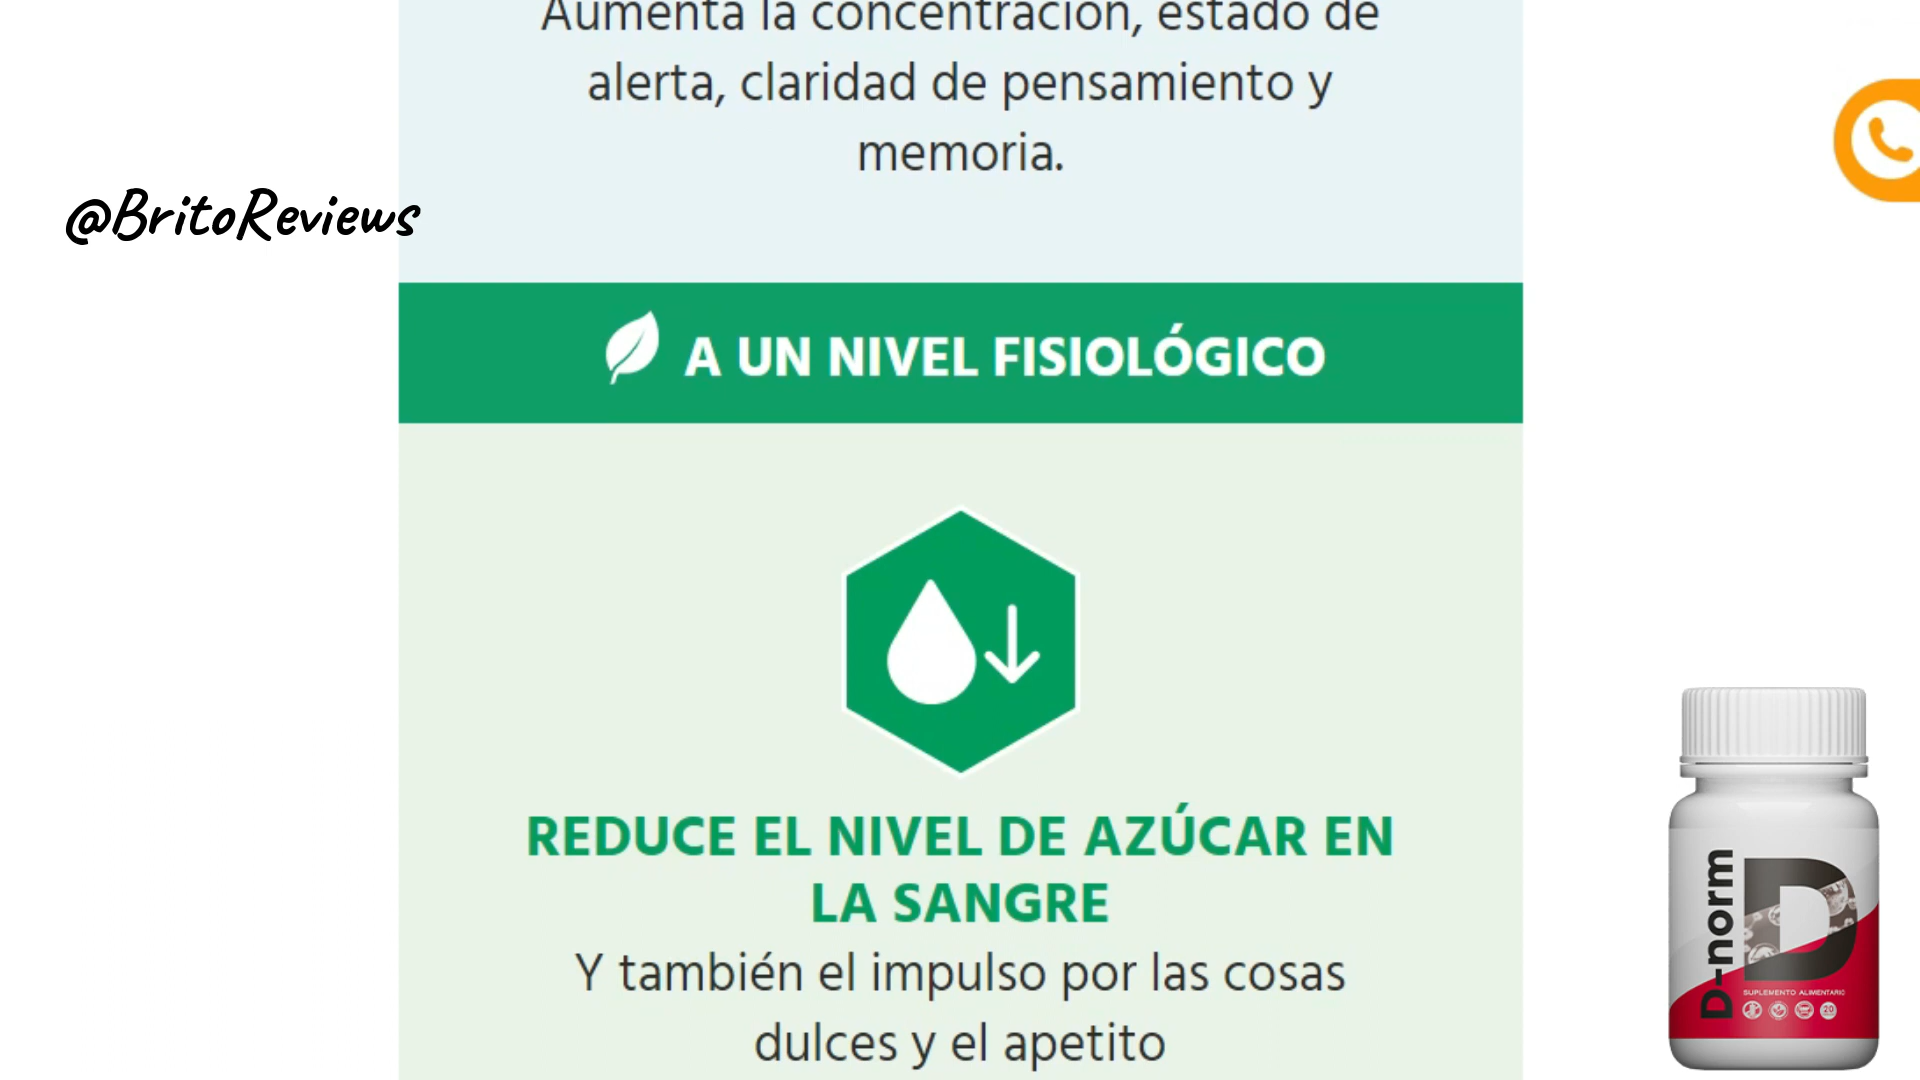 Aumenta la concentración, estado de
alerta, claridad de pensamiento y
memoria.
@BritoReviews
A UN NIVEL FISIOLÓGICO
REDUCE EL NIVEL DE AZÚCAR EN
LA SANGRE
Y también el impulso por las cosas
dulces y el apetito
D-norm
D
SUPLEMENTO ALIMENTARIO
20